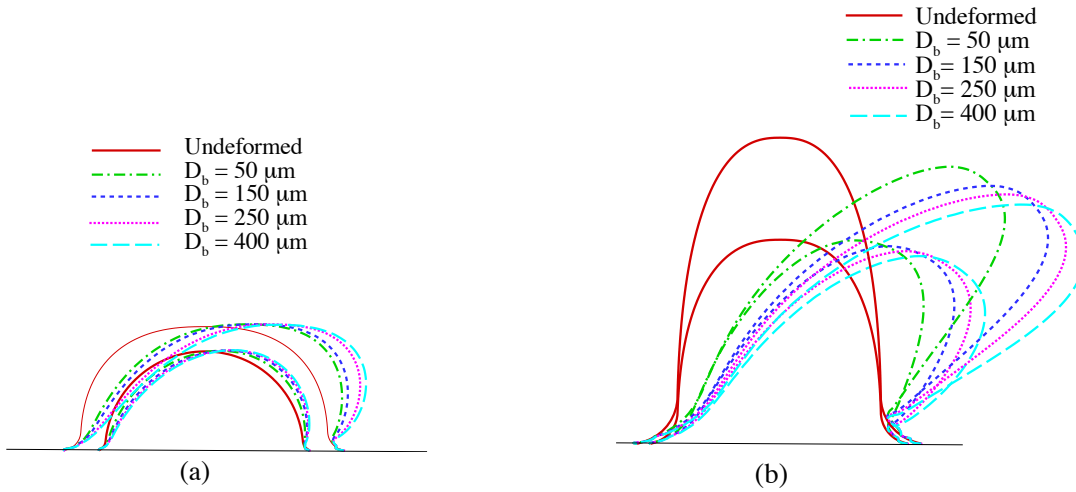 Undeformed
D_b = 50 μm
D_b = 150 μm
D_b = 250 μm
D_b = 400 μm
(a)
Undeformed
D_b = 50 μm
D_b= 150 μm
D_b= 250 μm
D_b= 400 μm
(b)